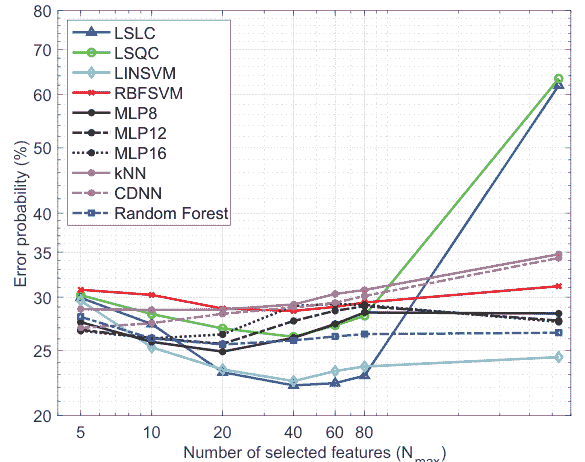 80
70
60
50
40
35
30
25
20
Error probability (%)
LSLC
LSQC
LINSVM
RBFSVM
MLP8
MLP12
MLP16
kNN
CDNN
Random Forest
5 10 20 40 60 80
Number of selected features (Nmax)